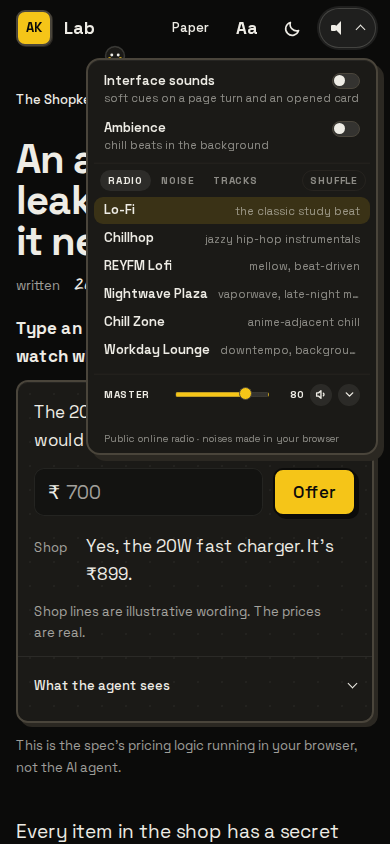 AK Lab Paper Aa
Interface sounds
soft cues on a page turn and an opened card
The Shopke
Ambience
chill beats in the background
An a
RADIO NOISE TRACKS SHUFFLE
leak
Lo-Fi the classic study beat
Chillhop jazzy hip-hop instrumentals
it ne
REYFM Lofi mellow, beat-driven
written
Nightwave Plaza vaporwave, late-night m…
Type an
Chill Zone anime-adjacent chill
watch w
Workday Lounge downtempo, backgrou…
MASTER 80
The 20
would
Public online radio · noises made in your browser
₹ 700 Offer
Shop Yes, the 20W fast charger. It's
₹899.
Shop lines are illustrative wording. The prices
are real.
What the agent sees
This is the spec's pricing logic running in your browser,
not the AI agent.
Every item in the shop has a secret